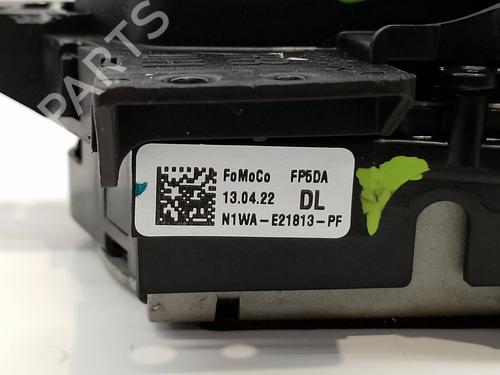 PARTS
FoMoCo FP5DA
13.04.22 DL
N1WA-E21813-PF